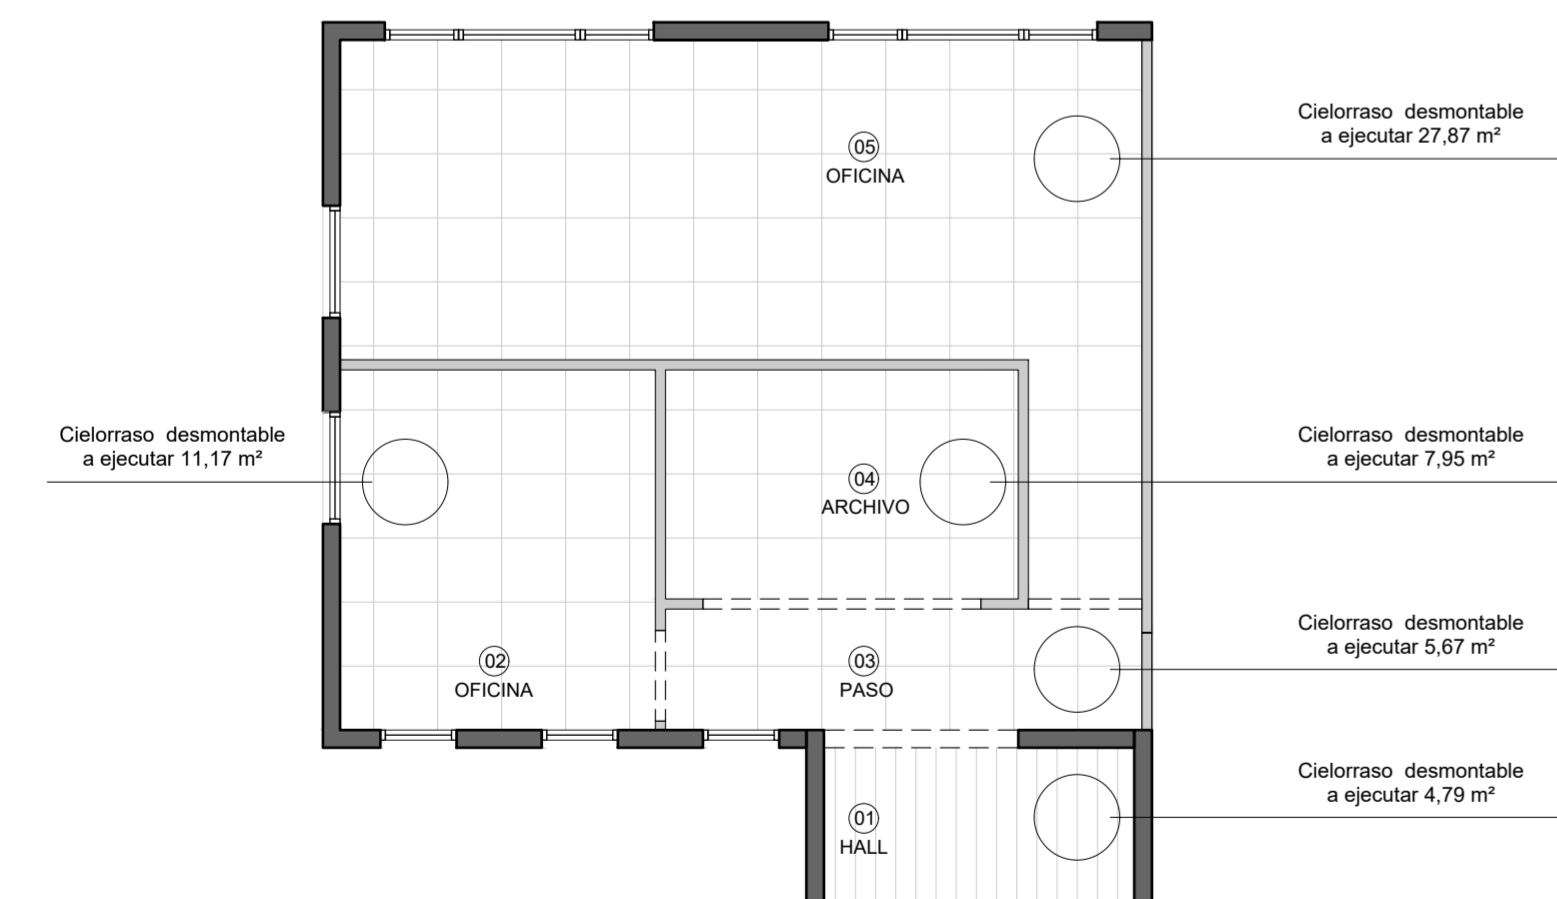 Cielorraso desmontable
a ejecutar 27,87 m²
05
OFICINA
Cielorraso desmontable
a ejecutar 11,17 m²
Cielorraso desmontable
a ejecutar 7,95 m²
04
ARCHIVO
Cielorraso desmontable
a ejecutar 5,67 m²
02
OFICINA
03
PASO
Cielorraso desmontable
a ejecutar 4,79 m²
01
HALL